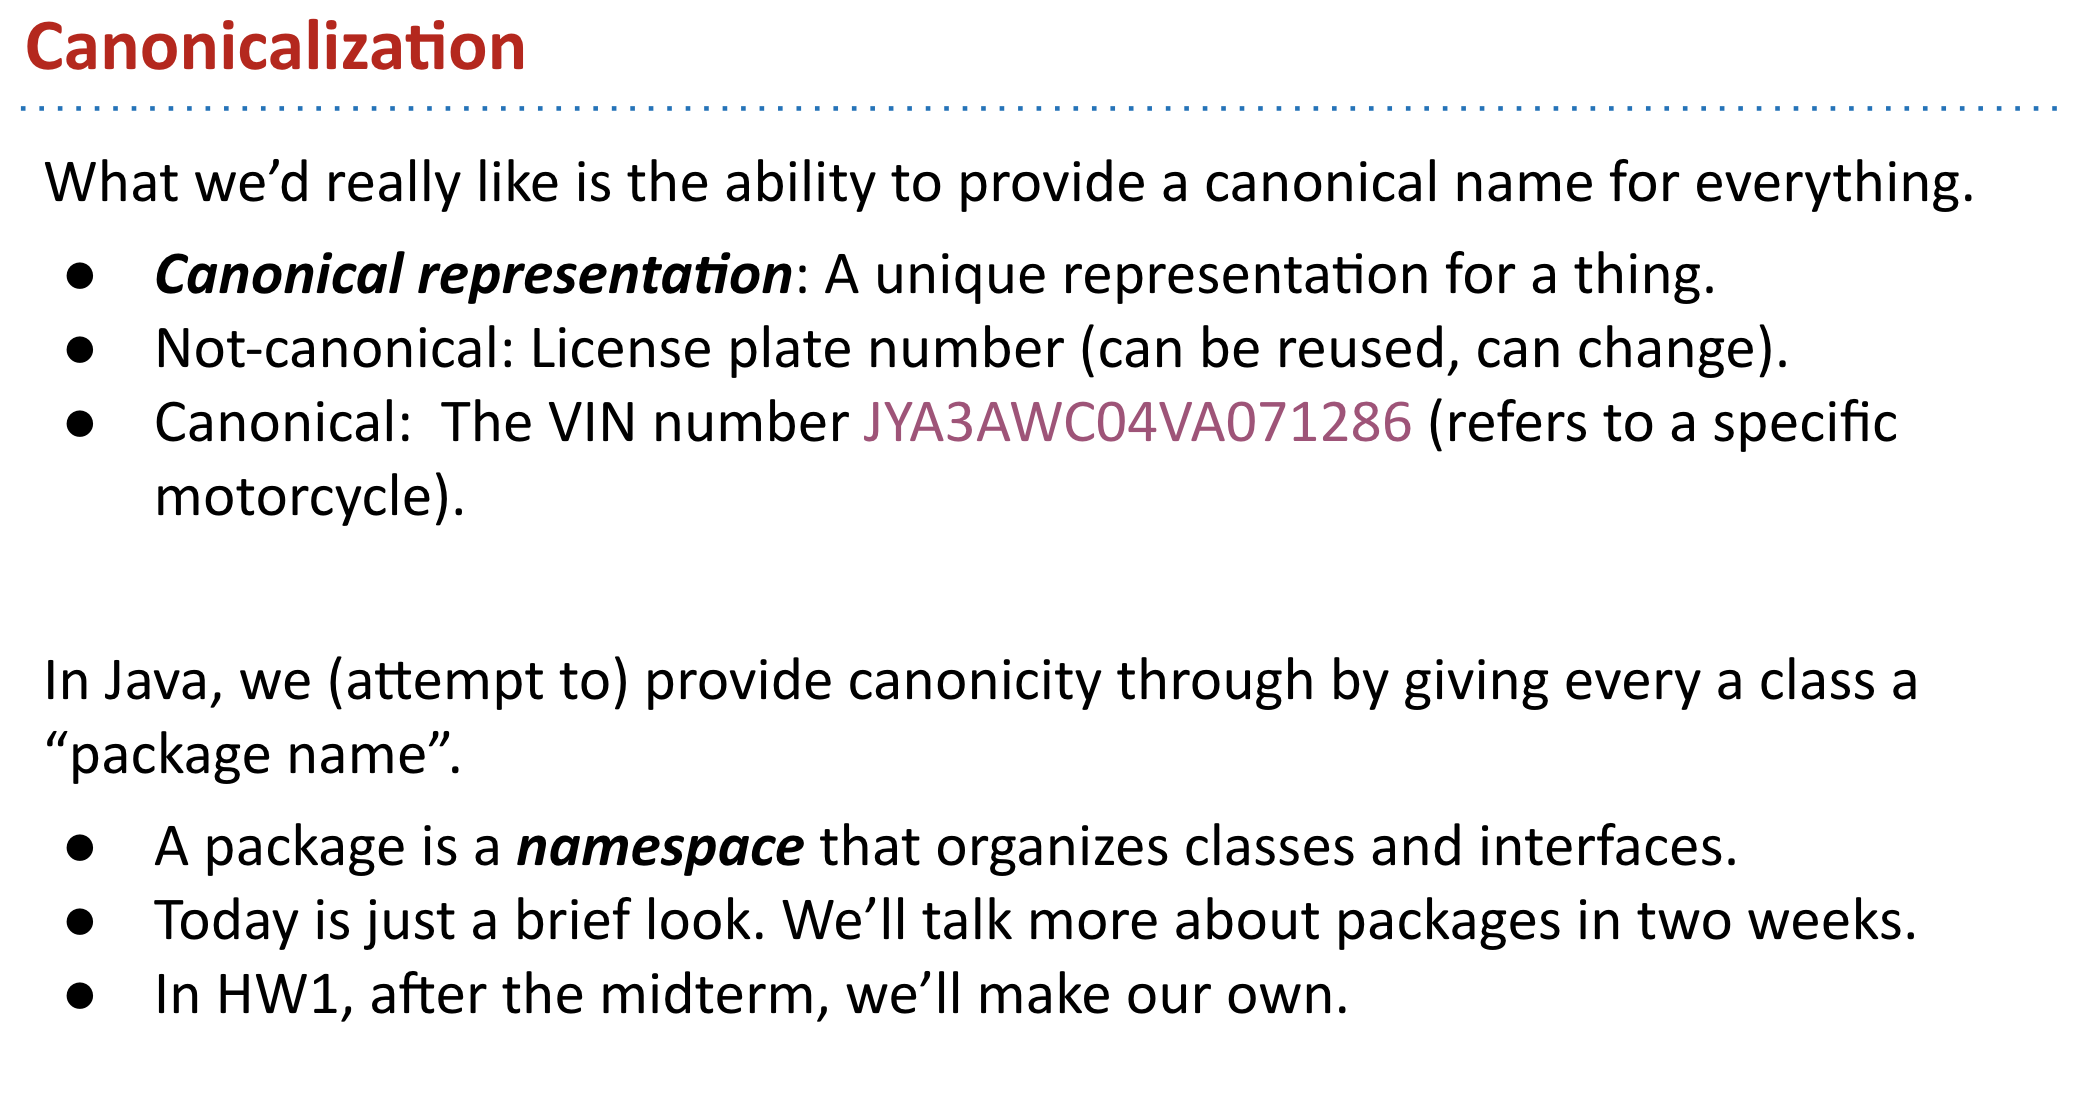 Canonicalization
What we’d really like is the ability to provide a canonical name for everything.
● Canonical representation: A unique representation for a thing.
● Not-canonical: License plate number (can be reused, can change).
● Canonical:  The VIN number JYA3AWC04VA071286 (refers to a specific
motorcycle).
In Java, we (attempt to) provide canonicity through by giving every a class a
“package name”.
● A package is a namespace that organizes classes and interfaces.
● Today is just a brief look. We’ll talk more about packages in two weeks.
● In HW1, after the midterm, we’ll make our own.